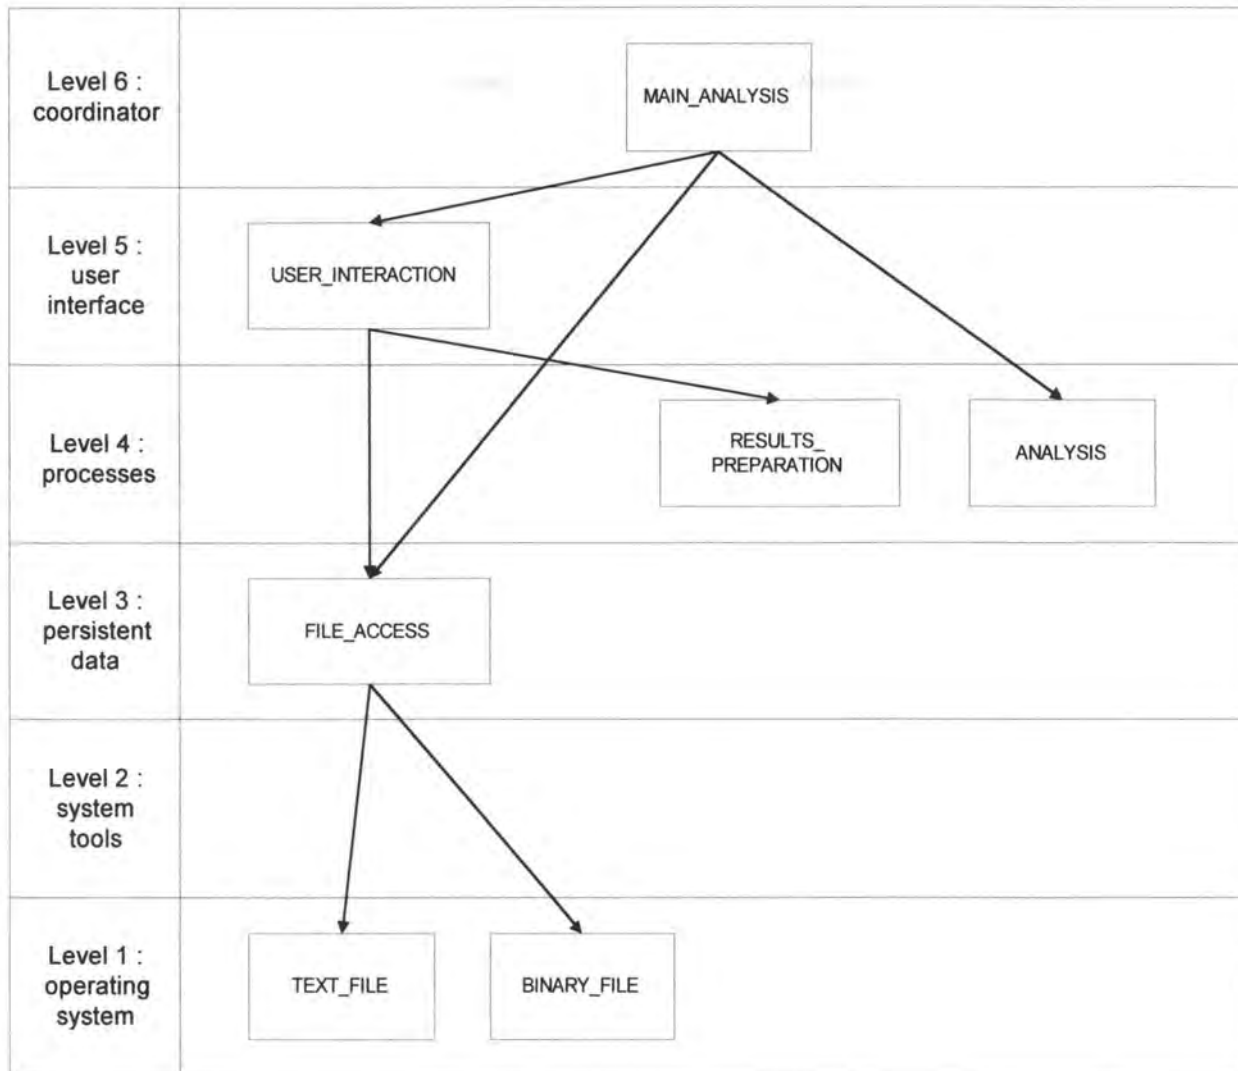 Level 6 :
coordinator
MAIN_ANALYSIS
Level 5 :
user
interface
USER_INTERACTION
Level 4 :
processes
RESULTS_
PREPARATION
ANALYSIS
Level 3 :
persistent
data
FILE_ACCESS
Level 2 :
system
tools
Level 1 :
operating
system
TEXT_FILE
BINARY_FILE